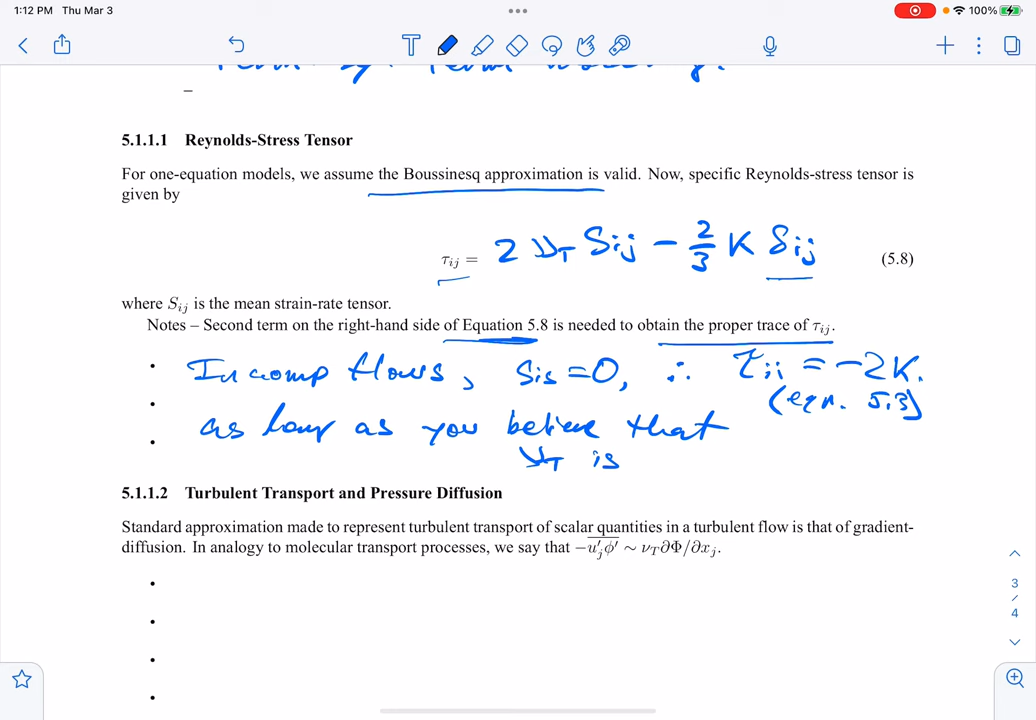 1:12 PM Thu Mar 3
100%
5.1.1.1 Reynolds-Stress Tensor
For one-equation models, we assume the Boussinesq approximation is valid. Now, specific Reynolds-stress tensor is
given by
τij = 2 νT Sij − 2/3 K δij (5.8)
where Sij is the mean strain-rate tensor.
Notes – Second term on the right-hand side of Equation 5.8 is needed to obtain the proper trace of τij.
• Incomp flows, Sii = 0, ∴ τii = −2K.
• (eqn. 5.3)
as long as you believe that
• νT is
5.1.1.2 Turbulent Transport and Pressure Diffusion
Standard approximation made to represent turbulent transport of scalar quantities in a turbulent flow is that of gradient-
diffusion. In analogy to molecular transport processes, we say that −u′jϕ′ ∼ νT∂Φ/∂xj.
•
•
•
•
3
/
4